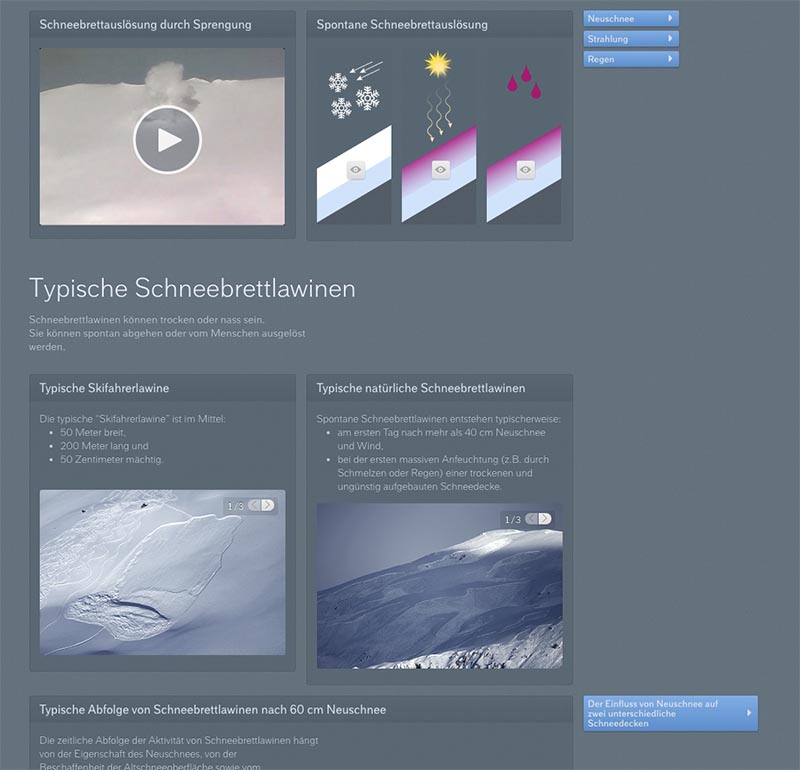 Schneebrettauslösung durch Sprengung
Spontane Schneebrettauslösung
Neuschnee
Strahlung
Regen
Typische Schneebrettlawinen
Schneebrettlawinen können trocken oder nass sein.
Sie können spontan abgehen oder vom Menschen ausgelöst
werden.
Typische Skifahrerlawine
Die typische "Skifahrerlawine" ist im Mittel:
• 50 Meter breit,
• 200 Meter lang und
• 50 Zentimeter mächtig.
1/3
Typische natürliche Schneebrettlawinen
Spontane Schneebrettlawinen entstehen typischerweise:
• am ersten Tag nach mehr als 40 cm Neuschnee
und Wind,
• bei der ersten massiven Anfeuchtung (z.B. durch
Schmelzen oder Regen) einer trockenen und
ungünstig aufgebauten Schneedecke.
1/3
Typische Abfolge von Schneebrettlawinen nach 60 cm Neuschnee
Die zeitliche Abfolge der Aktivität von Schneebrettlawinen hängt
von der Eigenschaft des Neuschnees, von der
Beschaffenheit der Altschneeoberfläche sowie vom
Der Einfluss von Neuschnee auf
zwei unterschiedliche
Schneedecken